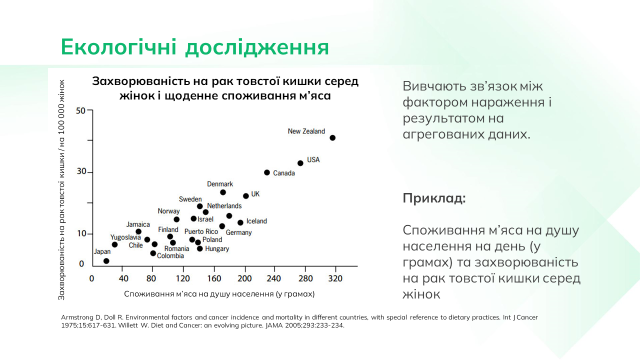 Екологічні дослідження
Захворюваність на рак товстої кишки серед
жінок і щоденне споживання м’яса
Захворюваність на рак товстої кишки / на 100 000 жінок
50
30
10
0
New Zealand
USA
Canada
Denmark
UK
Sweden
Netherlands
Norway
Israel
Iceland
Jamaica
Finland
Puerto Rico
Germany
Yugoslavia
Poland
Chile
Romania
Hungary
Japan
Colombia
0 40 80 120 160 200 240 280 320
Споживання м’яса на душу населення (у грамах)
Вивчають зв’язок між
фактором нараження і
результатом на
агрегованих даних.
Приклад:
Споживання м’яса на душу
населення на день (у
грамах) та захворюваність
на рак товстої кишки серед
жінок
Armstrong D, Doll R. Environmental factors and cancer incidence and mortality in different countries, with special reference to dietary practices. Int J Cancer
1975;15:617-631. Willett W. Diet and Cancer: an evolving picture. JAMA 2005;293:233-234.